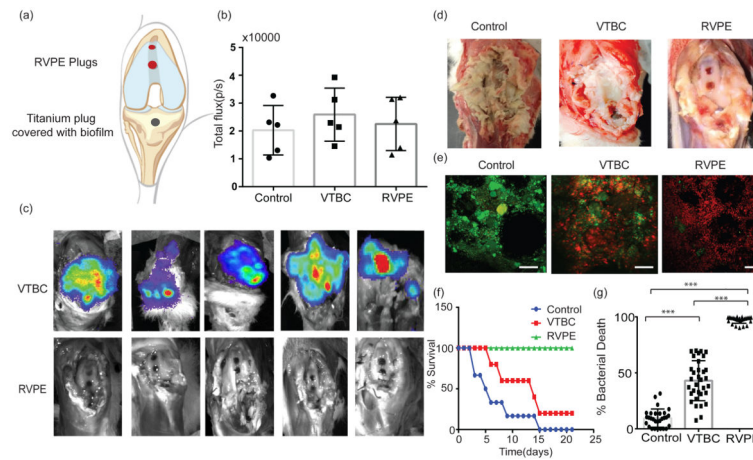 (a)
RVPE Plugs
Titanium plug
covered with biofilm
(b)
x10000
Total flux(p/s)
5
4
3
2
1
0
Control
VTBC
RVPE
(c)
VTBC
RVPE
(d)
Control
VTBC
RVPE
(e)
Control
VTBC
RVPE
(f)
% Survival
150
100
50
0
0
5
10
15
20
25
Time(days)
Control
VTBC
RVPE
(g)
% Bacterial Death
100
50
0
***
***
***
Control
VTBC
RVPE